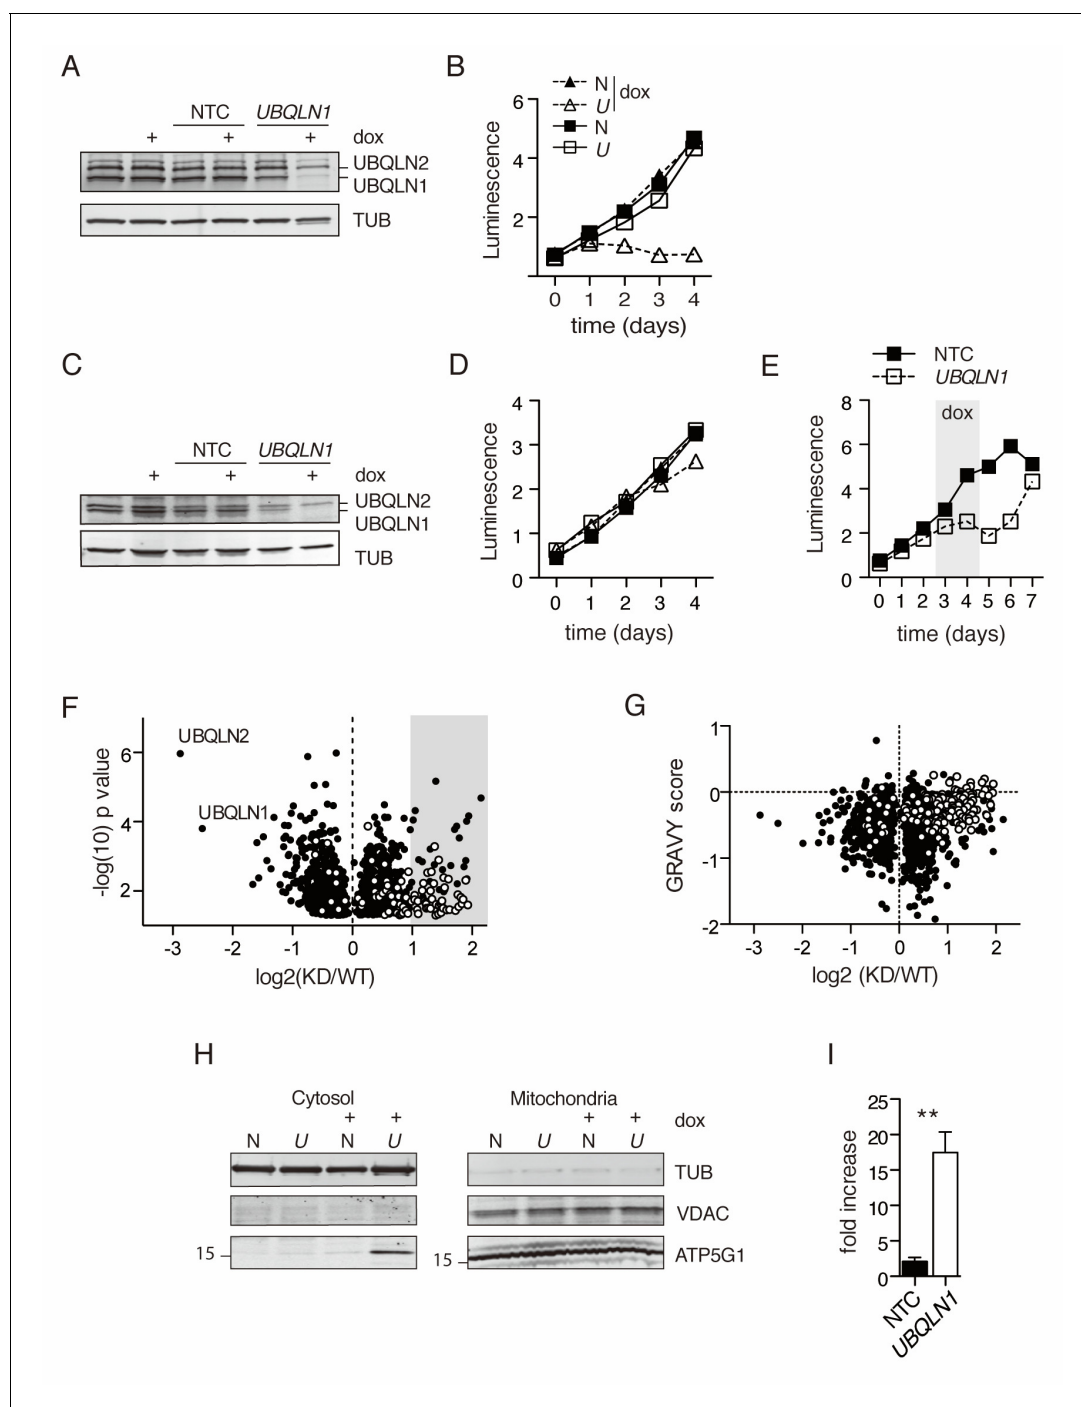 A
NTC UBQLN1
+ + + dox
UBQLN2
UBQLN1
TUB
B
N
U
dox
N
U
6
4
2
Luminescence
0 1 2 3 4
time (days)
C
NTC UBQLN1
+ + + dox
UBQLN2
UBQLN1
TUB
D
4
3
2
1
0
Luminescence
0 1 2 3 4
time (days)
E
NTC
UBQLN1
dox
8
6
4
2
0
Luminescence
0 1 2 3 4 5 6 7
time (days)
F
UBQLN2
UBQLN1
6
4
2
-log(10) p value
-3 -2 -1 0 1 2
log2(KD/WT)
G
1
0
-1
-2
GRAVY score
-3 -2 -1 0 1 2
log2 (KD/WT)
H
Cytosol Mitochondria
+ + + + dox
N U N U N U N U
TUB
VDAC
15 15 ATP5G1
I
25
20
15
10
5
0
fold increase
**
NTC
UBQLN1